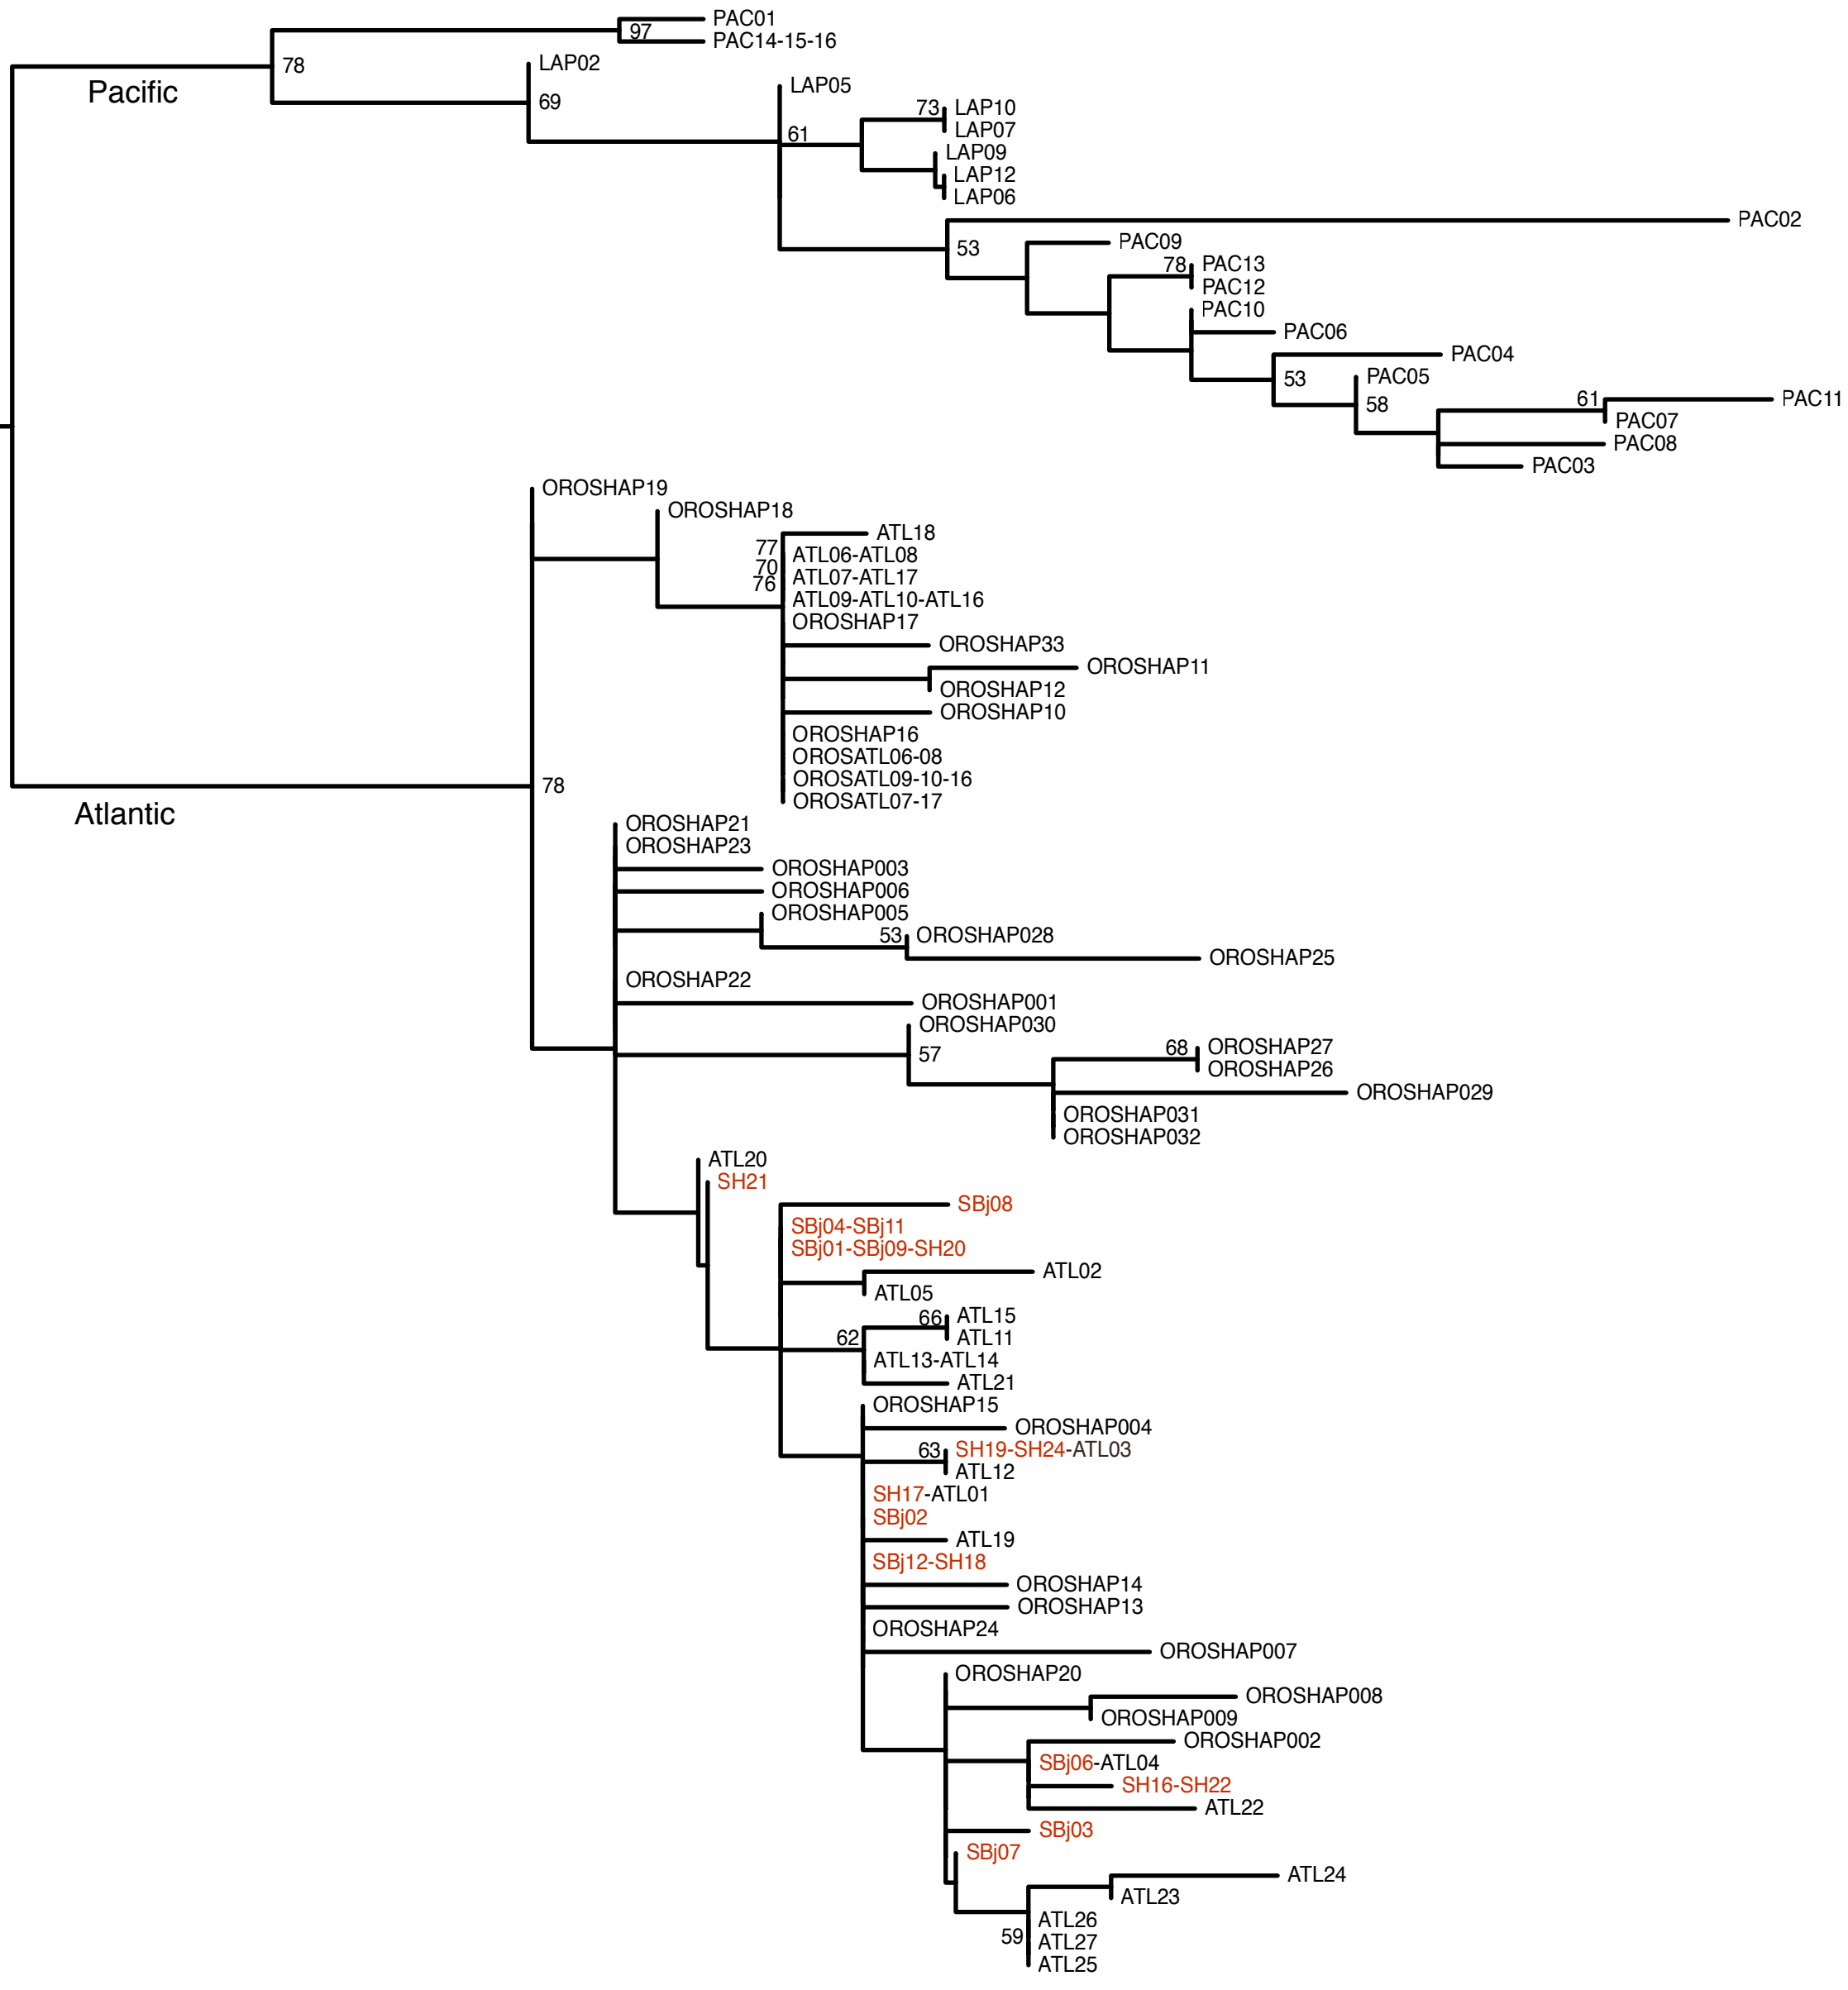 PAC01
97
PAC14-15-16
LAP02
78
Pacific
69
LAP05
73
LAP10
61
LAP07
LAP09
LAP12
LAP06
PAC02
53
PAC09
78
PAC13
PAC12
PAC10
PAC06
PAC04
53
PAC05
58
61
PAC11
PAC07
PAC08
PAC03
OROSHAP19
OROSHAP18
ATL18
77
ATL06-ATL08
70
ATL07-ATL17
76
ATL09-ATL10-ATL16
OROSHAP17
OROSHAP33
OROSHAP11
OROSHAP12
OROSHAP10
OROSHAP16
OROSATL06-08
OROSATL09-10-16
78
OROSATL07-17
Atlantic
OROSHAP21
OROSHAP23
OROSHAP003
OROSHAP006
OROSHAP005
53
OROSHAP028
OROSHAP25
OROSHAP22
OROSHAP001
OROSHAP030
57
68
OROSHAP27
OROSHAP26
OROSHAP029
OROSHAP031
OROSHAP032
ATL20
SH21
SBj08
SBj04-SBj11
SBj01-SBj09-SH20
ATL02
ATL05
66
ATL15
62
ATL11
ATL13-ATL14
ATL21
OROSHAP15
OROSHAP004
63
SH19-SH24-ATL03
ATL12
SH17-ATL01
SBj02
ATL19
SBj12-SH18
OROSHAP14
OROSHAP13
OROSHAP24
OROSHAP007
OROSHAP20
OROSHAP008
OROSHAP009
OROSHAP002
SBj06-ATL04
SH16-SH22
ATL22
SBj03
SBj07
ATL24
ATL23
ATL26
59
ATL27
ATL25